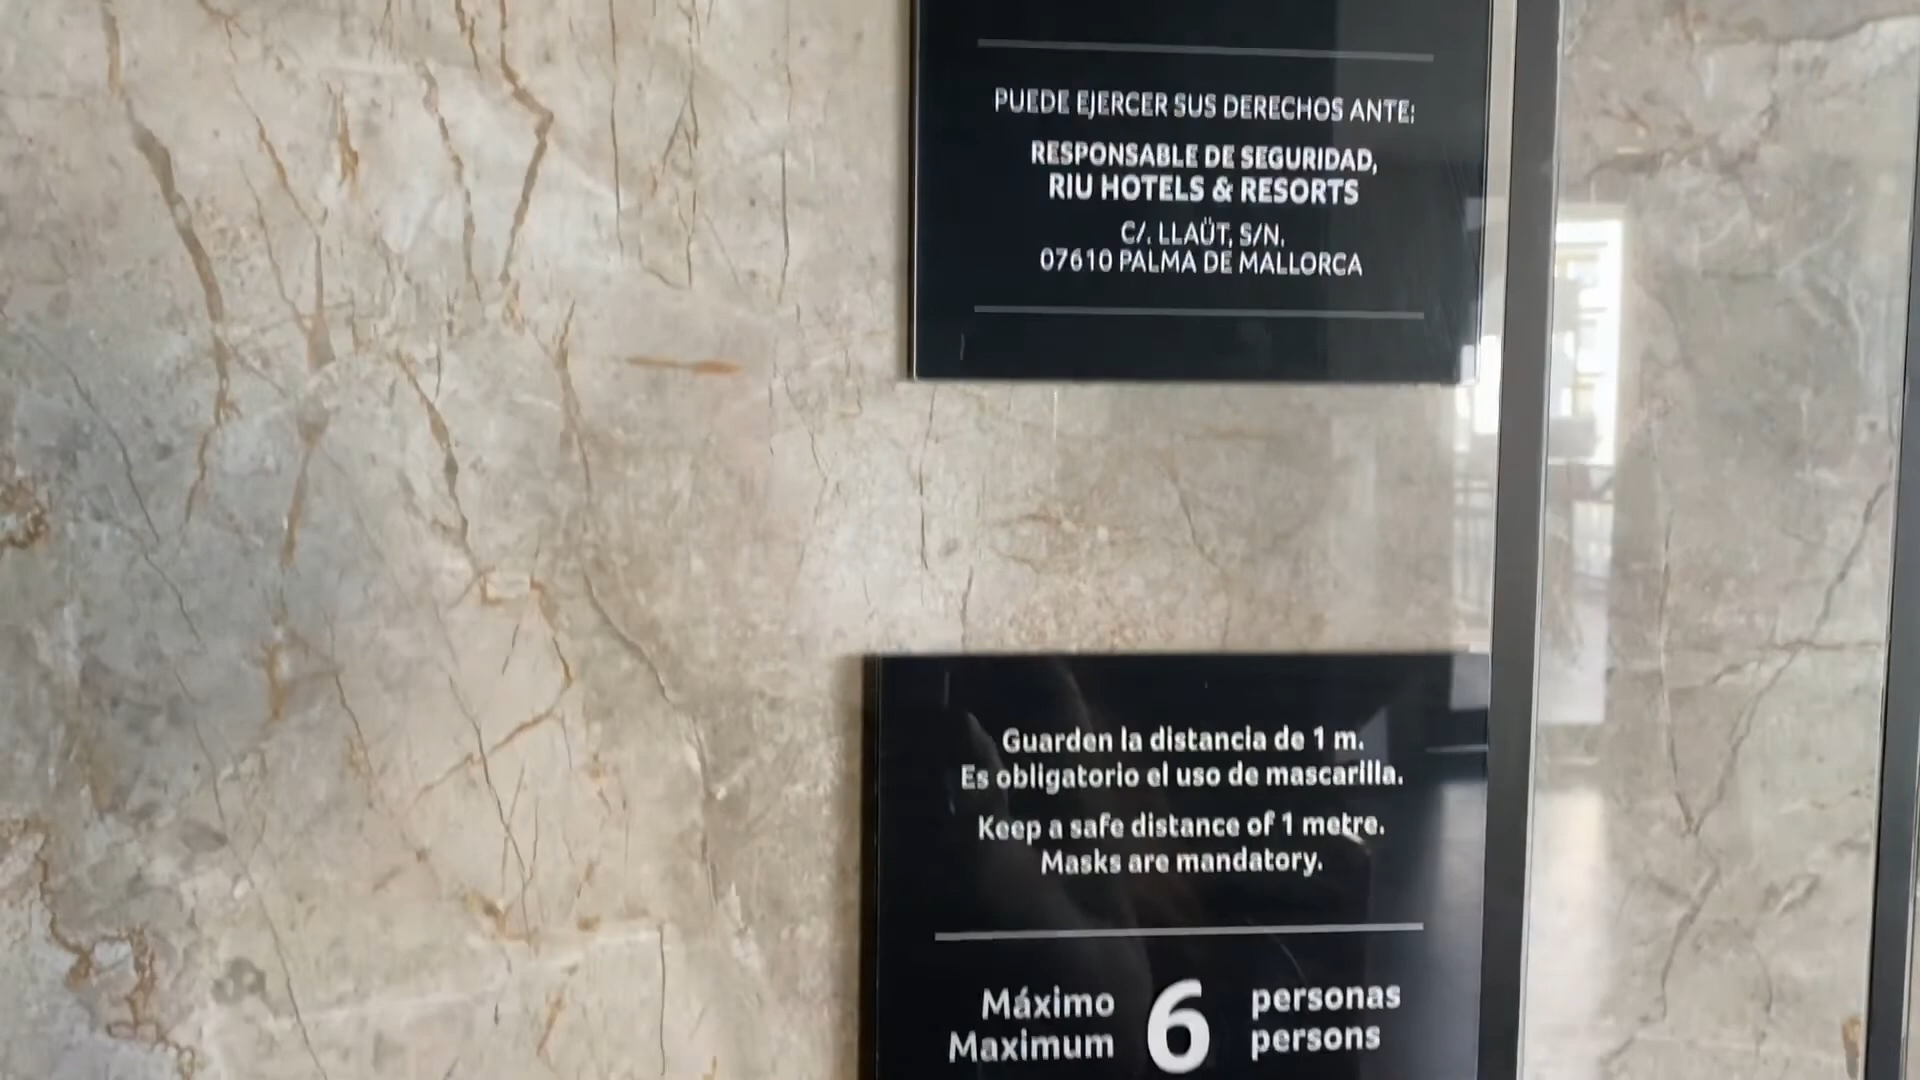 PUEDE EJERCER SUS DERECHOS ANTE:
RESPONSABLE DE SEGURIDAD,
RIU HOTELS & RESORTS
C/. LLAÜT, S/N.
07610 PALMA DE MALLORCA
Guarden la distancia de 1 m.
Es obligatorio el uso de mascarilla.
Keep a safe distance of 1 metre.
Masks are mandatory.
Máximo 6 personas
Maximum persons